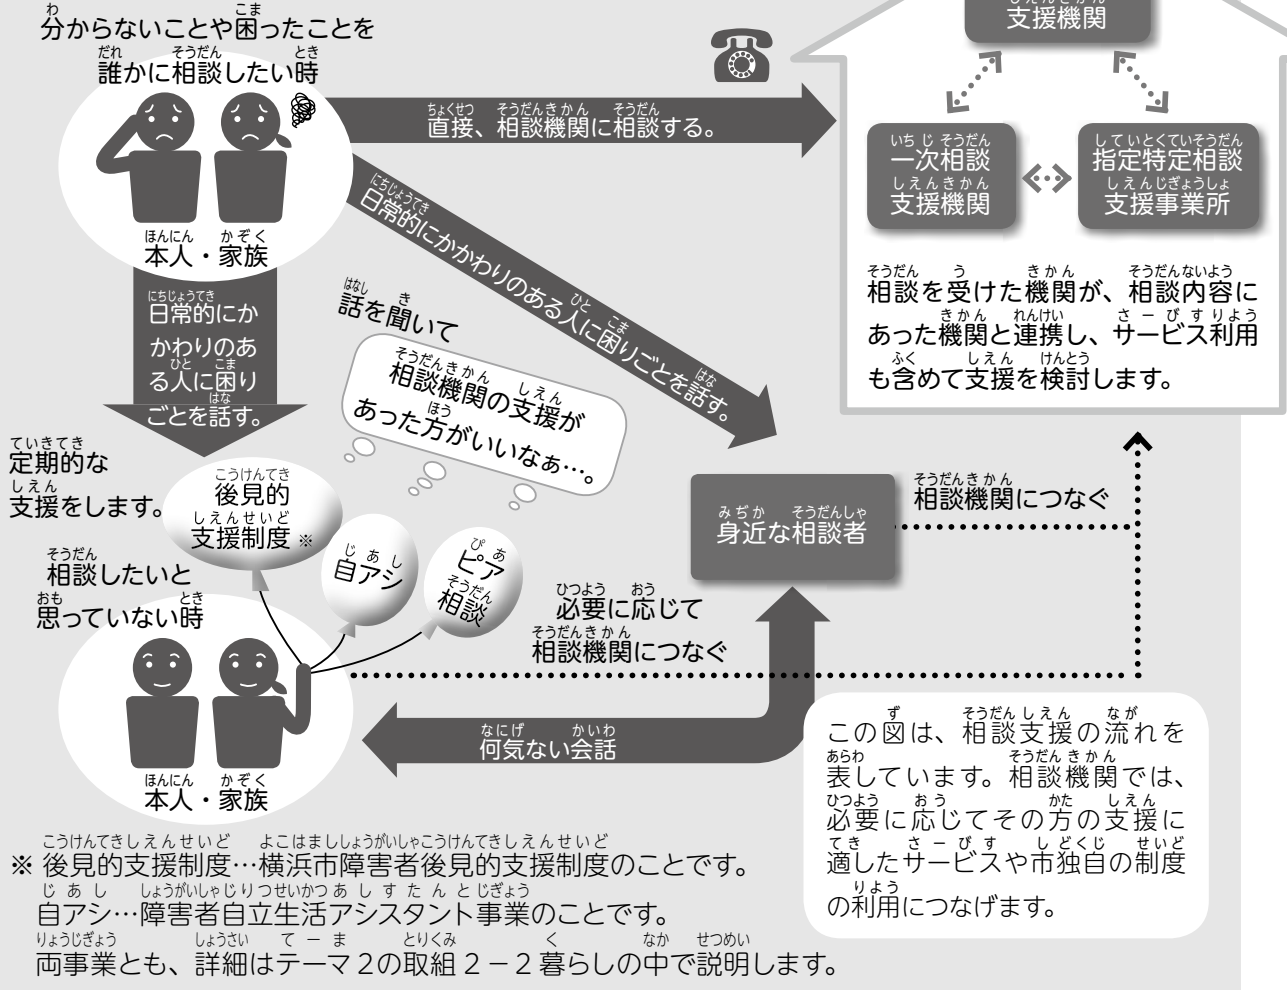 分からないことや困ったことを
誰かに相談したい時
本人・家族
直接、相談機関に相談する。
日常的にかかわりのある人に困りごとを話す。
日常的にか
かわりのあ
る人に困り
ごとを話す。
支援機関
一次相談
支援機関
指定特定相談
支援事業所
相談を受けた機関が、相談内容に
あった機関と連携し、サービス利用
も含めて支援を検討します。
話を聞いて
相談機関の支援が
あった方がいいなぁ…。
定期的な
支援をします。
後見的
支援制度※
自アシ
ピア
相談
相談したいと
思っていない時
本人・家族
身近な相談者
相談機関につなぐ
必要に応じて
相談機関につなぐ
何気ない会話
この図は、相談支援の流れを
表しています。相談機関では、
必要に応じてその方の支援に
適したサービスや市独自の制度
の利用につなげます。
※ 後見的支援制度…横浜市障害者後見的支援制度のことです。
自アシ…障害者自立生活アシスタント事業のことです。
両事業とも、詳細はテーマ2の取組2－2暮らしの中で説明します。